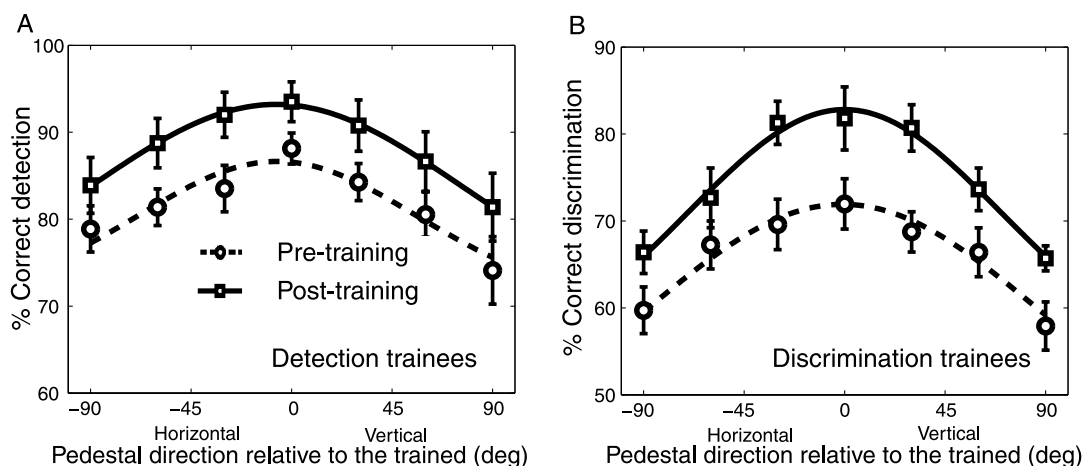 A
100
90
80
70
60
% Correct detection
Pre-training
Post-training
Detection trainees
−90 −45 0 45 90
Horizontal Vertical
Pedestal direction relative to the trained (deg)
B
90
80
70
60
50
% Correct discrimination
Discrimination trainees
−90 −45 0 45 90
Horizontal Vertical
Pedestal direction relative to the trained (deg)